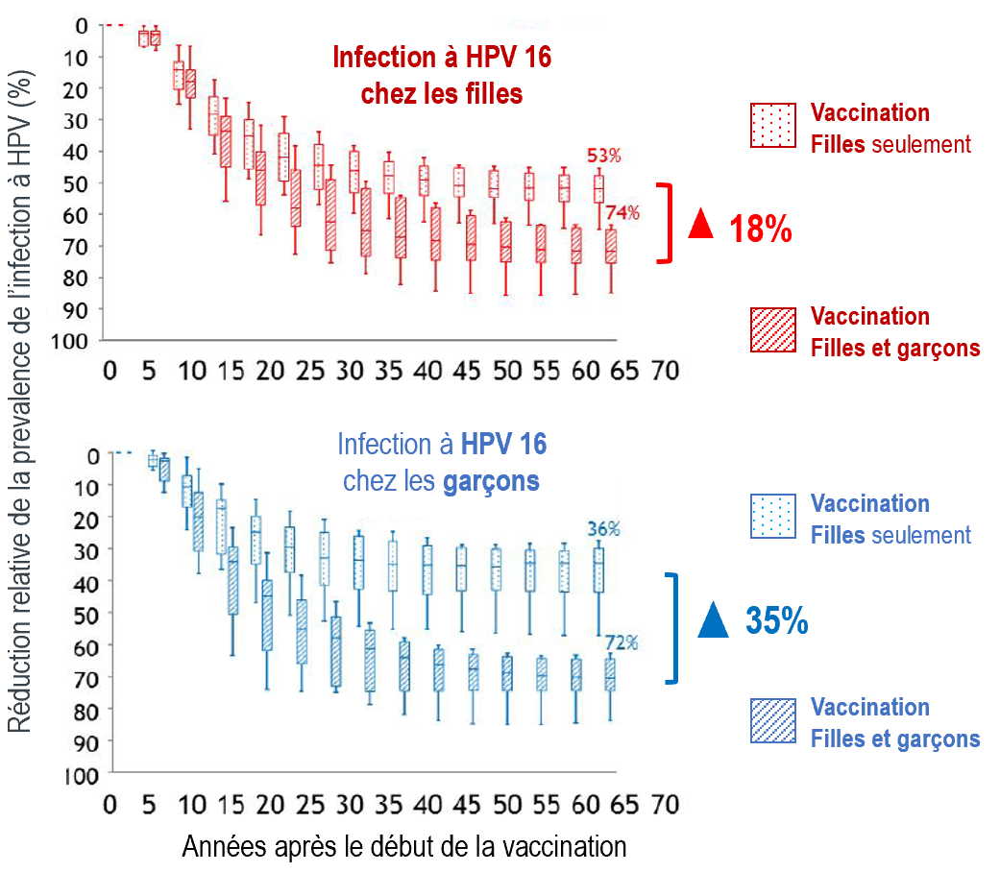 Réduction relative de la prevalence de l'infection à HPV (%)
Infection à HPV 16
chez les filles
0
10
20
30
40
50
60
70
80
90
100
53%
74%
0 5 10 15 20 25 30 35 40 45 50 55 60 65 70
Vaccination
Filles seulement
18%
Vaccination
Filles et garçons
Infection à HPV 16
chez les garçons
0
10
20
30
40
50
60
70
80
90
100
36%
72%
0 5 10 15 20 25 30 35 40 45 50 55 60 65 70
Vaccination
Filles seulement
35%
Vaccination
Filles et garçons
Années après le début de la vaccination